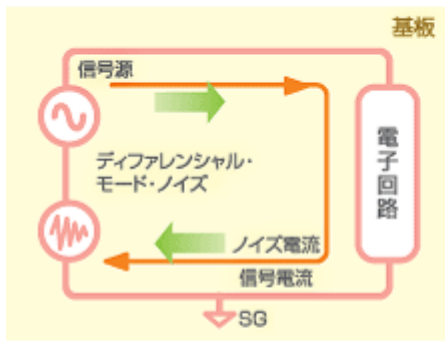 基板
信号源
ディファレンシャル・
モード・ノイズ
電子回路
ノイズ電流
信号電流
SG